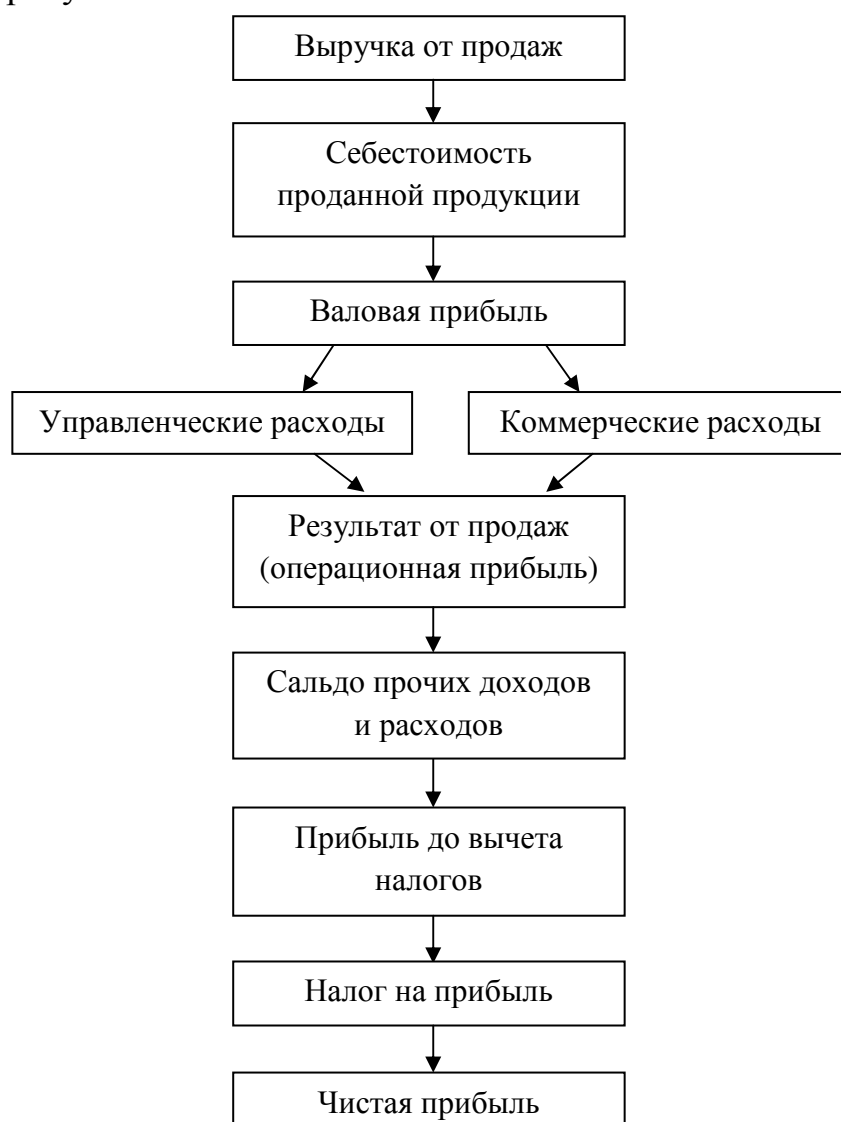 Выручка от продаж
Себестоимость
проданной продукции
Валовая прибыль
Управленческие расходы
Коммерческие расходы
Результат от продаж
(операционная прибыль)
Сальдо прочих доходов
и расходов
Прибыль до вычета
налогов
Налог на прибыль
Чистая прибыль